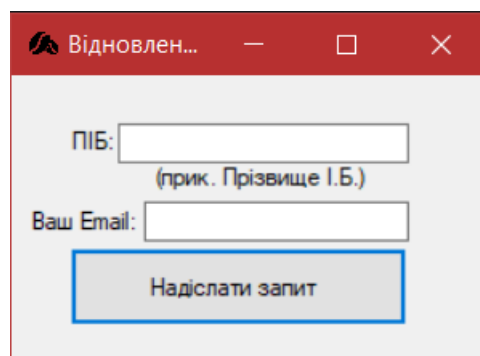 Відновлен...
ПІБ:
(прик. Прізвище І.Б.)
Ваш Email:
Надіслати запит